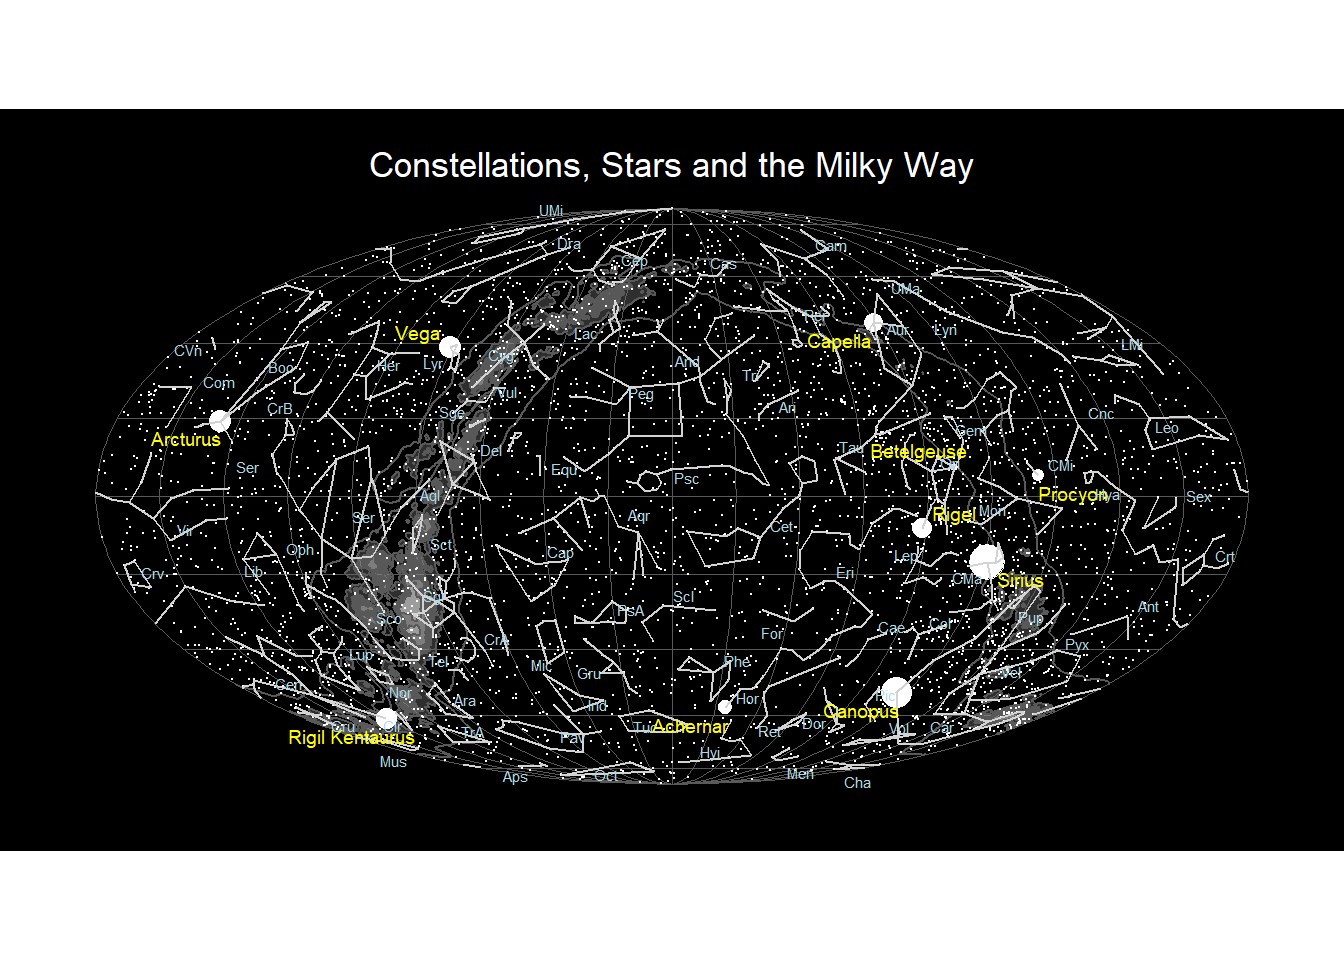 Constellations, Stars and the Milky Way
UMi
Dra
Cam
Cep
Cas
UMa
Per
Aur
Lyn
Vega
Lac
Capella
LMi
CVn
Cyg
Boo
Her
Lyr
And
Tri
Com
Vul
Peg
CrB
Sge
Ari
Cnc
Leo
Arcturus
Gem
Del
Tau
Betelgeuse
Ori
Ser
Equ
Psc
CMi
Aql
Procyon
Hya
Sex
Ser
Aqr
Rigel
Mon
Vir
Cet
Oph
Sct
Cap
Lep
Crt
Crv
Lib
Eri
CMa
Sirius
Sgr
Scl
Sco
PsA
Ant
Pup
CrA
For
Cae
Col
Pyx
Lup
Tel
Mic
Gru
Phe
Vel
Cen
Nor
Ara
Ind
Hor
Pic
Canopus
Cru
Cir
TrA
Tuc
Achernar
Ret
Dor
Vol
Car
Rigil Kentaurus
Pav
Hyi
Mus
Aps
Oct
Men
Cha